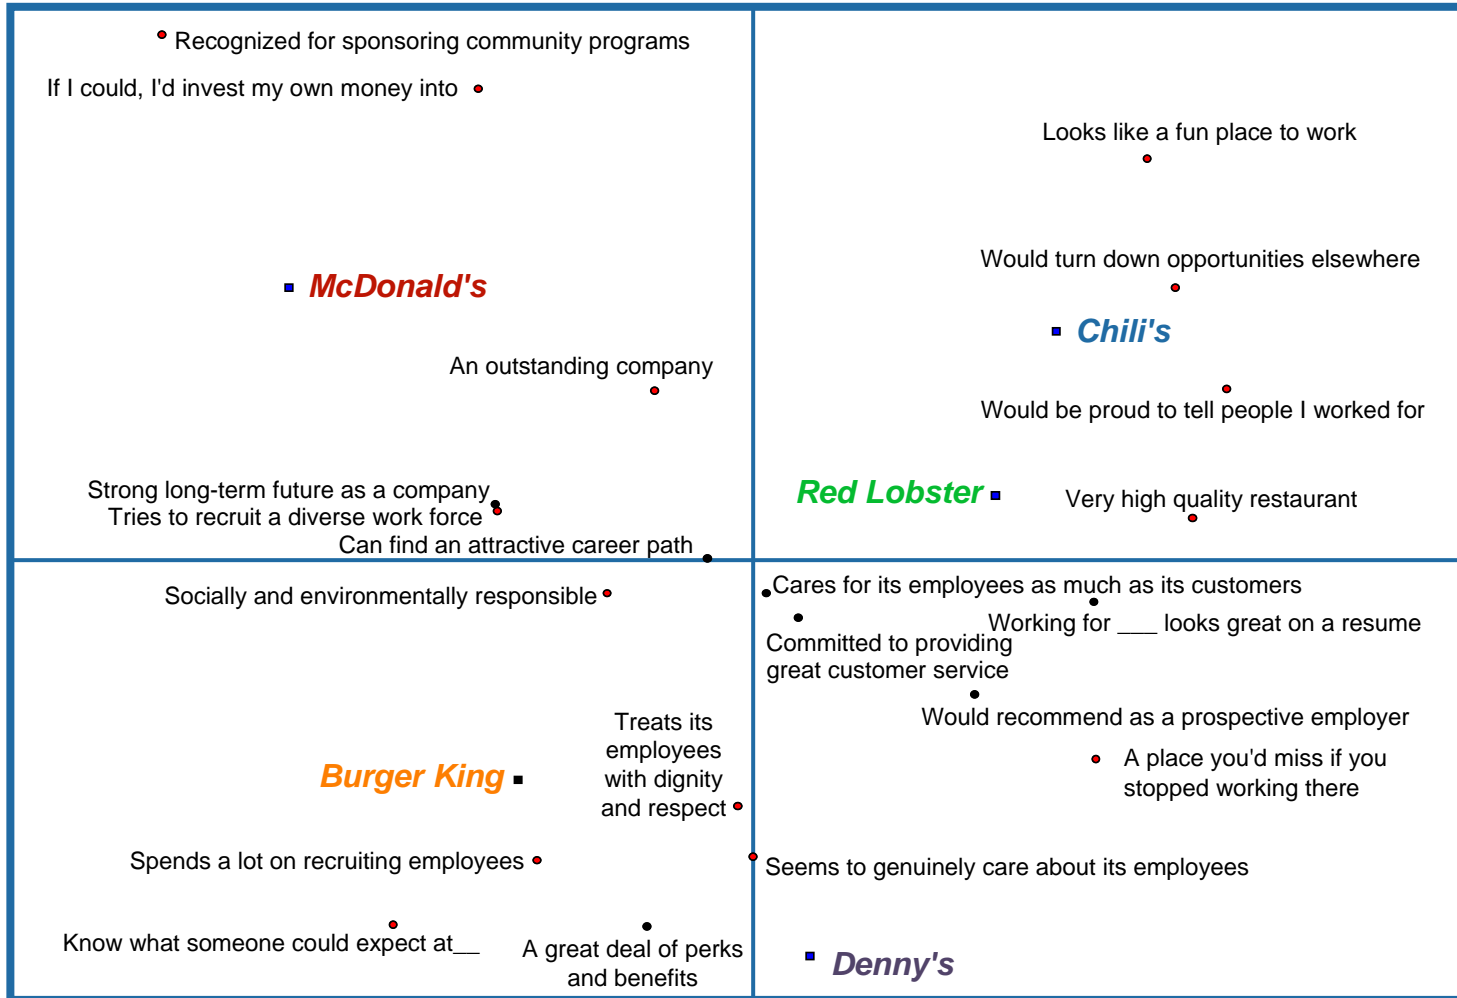 Recognized for sponsoring community programs
If I could, I'd invest my own money into
Looks like a fun place to work
Would turn down opportunities elsewhere
McDonald's
Chili's
An outstanding company
Would be proud to tell people I worked for
Strong long-term future as a company
Red Lobster
Very high quality restaurant
Tries to recruit a diverse work force
Can find an attractive career path
Socially and environmentally responsible
Cares for its employees as much as its customers
Working for ___ looks great on a resume
Committed to providing
great customer service
Would recommend as a prospective employer
Treats its
employees
with dignity
and respect
A place you'd miss if you
stopped working there
Burger King
Spends a lot on recruiting employees
Seems to genuinely care about its employees
Know what someone could expect at__
A great deal of perks
and benefits
Denny's